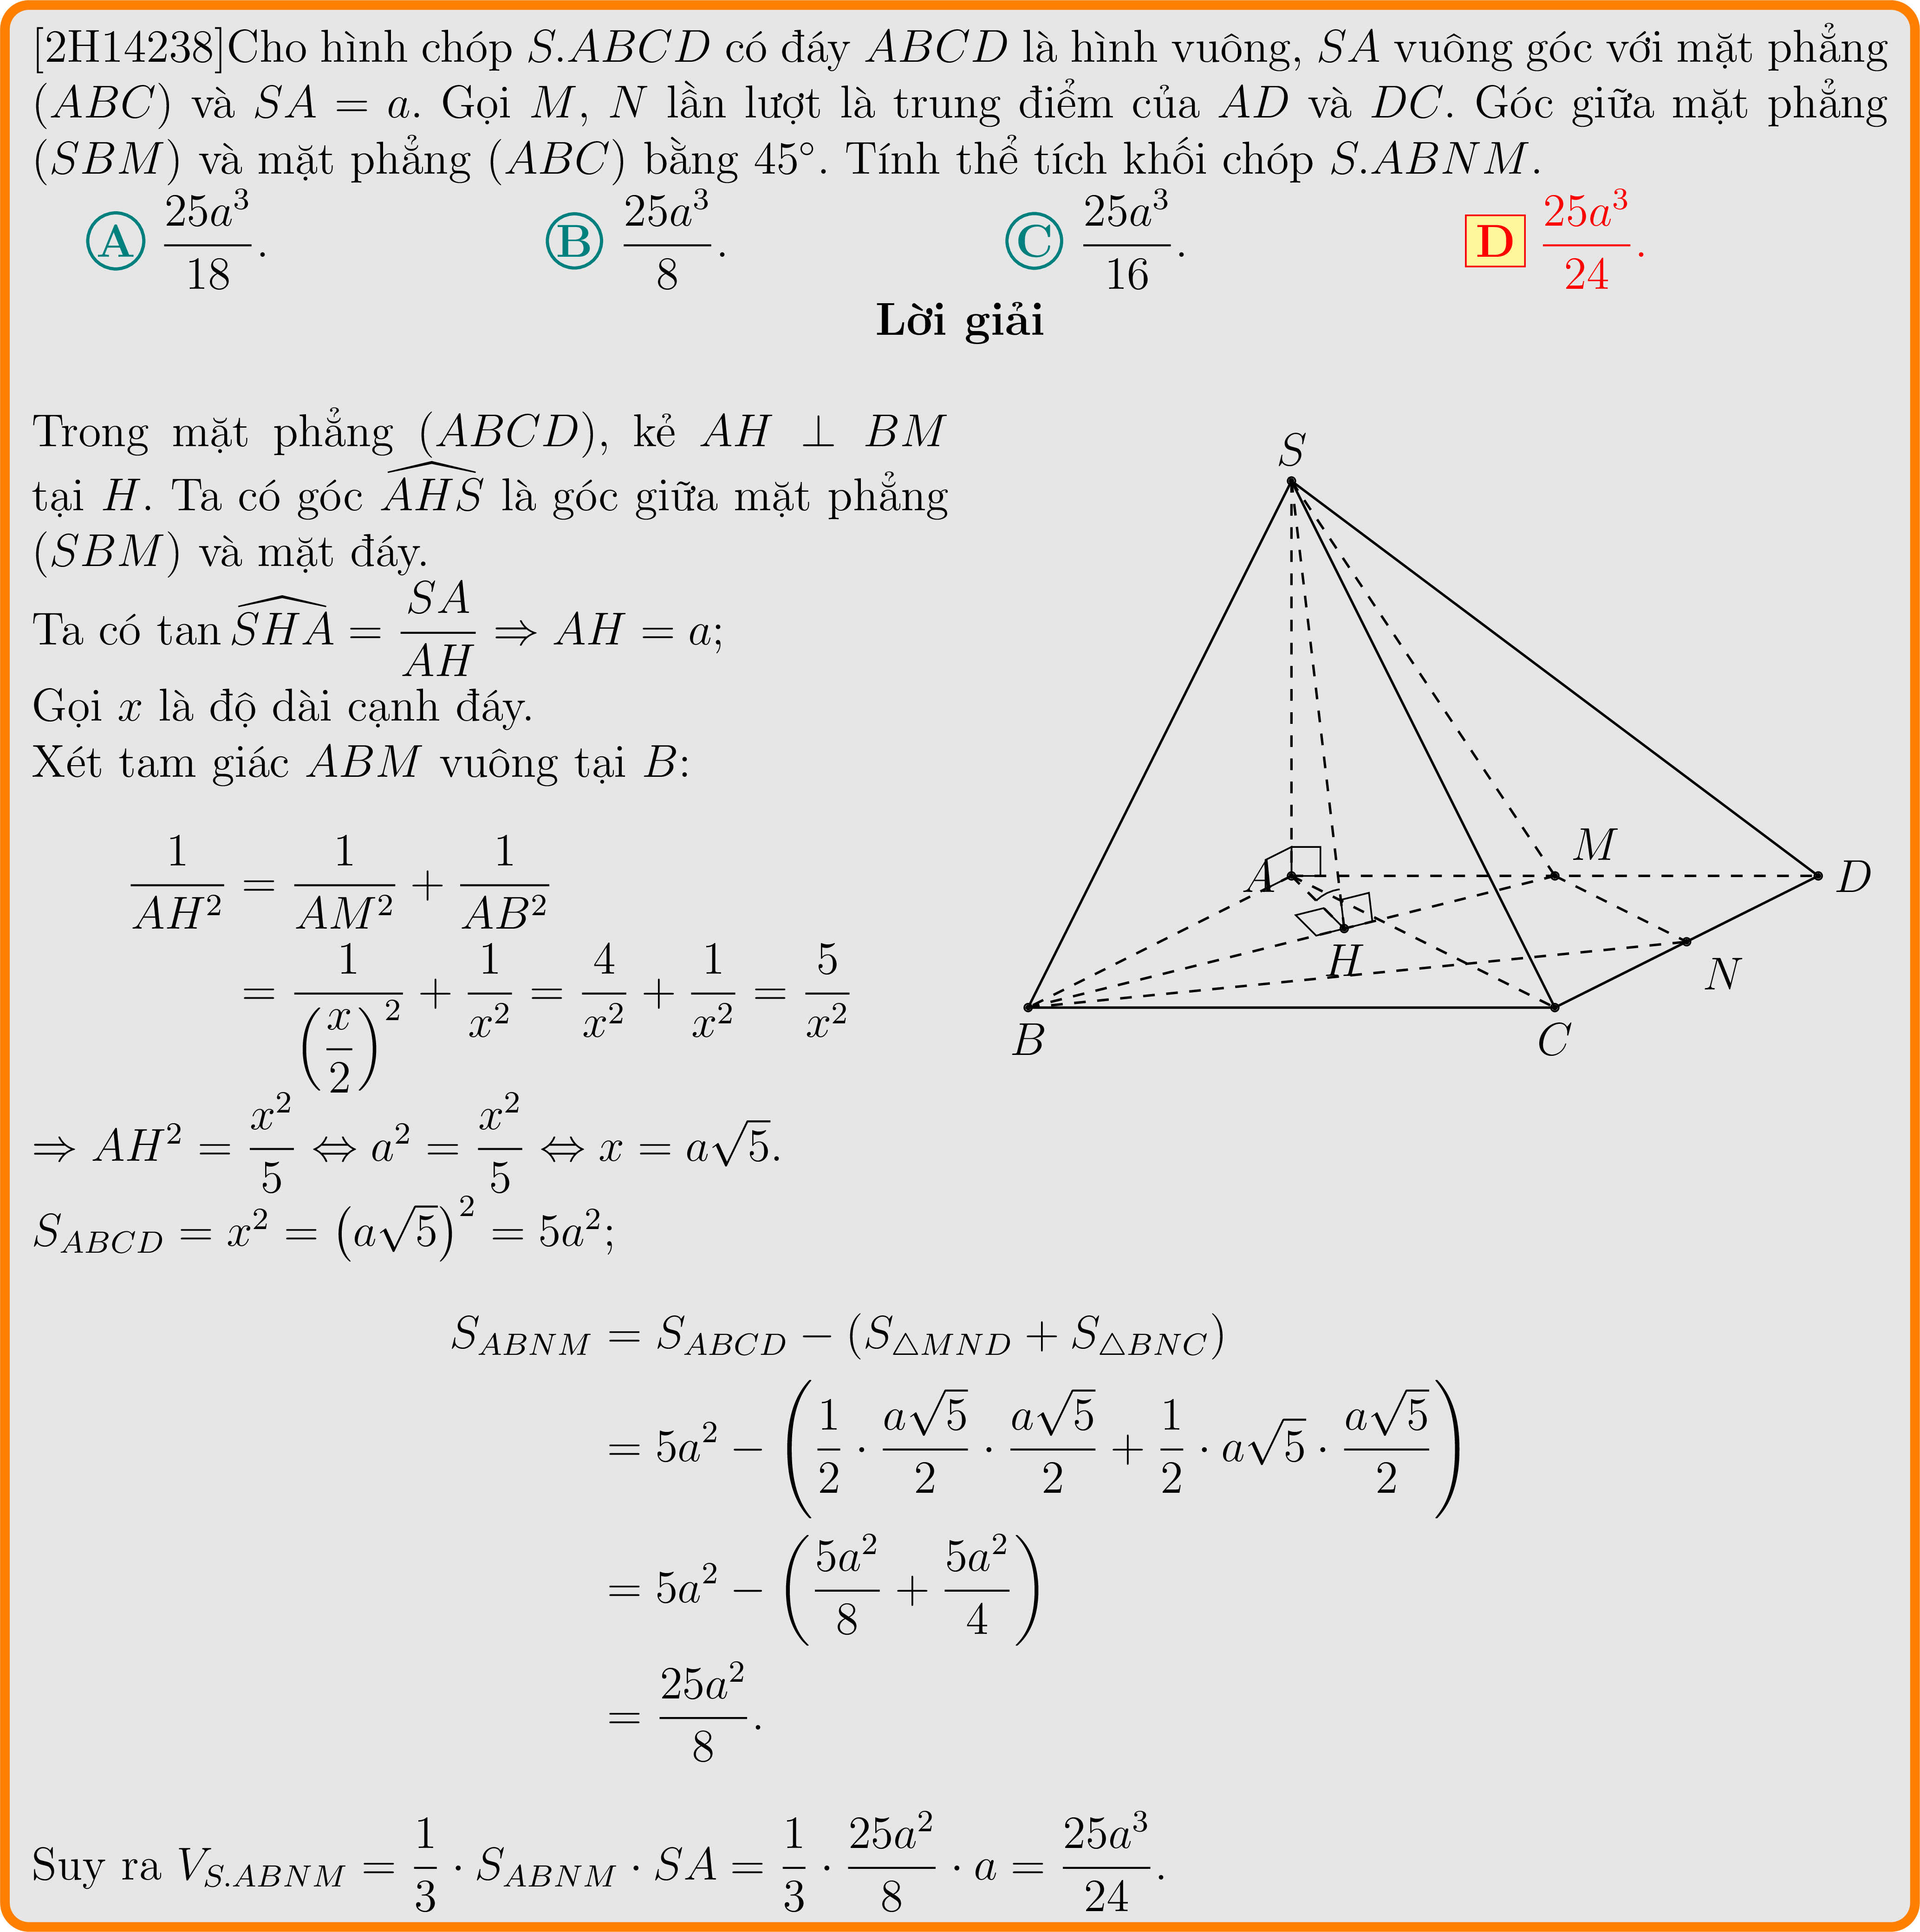 [2H14238]Cho hình chóp S.ABCD có đáy ABCD là hình vuông, SA vuông góc với mặt phẳng
(ABC) và SA = a. Gọi M, N lần lượt là trung điểm của AD và DC. Góc giữa mặt phẳng
(SBM) và mặt phẳng (ABC) bằng 45°. Tính thể tích khối chóp S.ABNM.
A $\frac{25a^3}{18}$. B $\frac{25a^3}{8}$. C $\frac{25a^3}{16}$. D $\frac{25a^3}{24}$.
Lời giải
Trong mặt phẳng (ABCD), kẻ AH ⊥ BM
tại H. Ta có góc $\widehat{AHS}$ là góc giữa mặt phẳng
(SBM) và mặt đáy.
Ta có $\tan \widehat{SHA} = \frac{SA}{AH} \Rightarrow AH = a$;
Gọi x là độ dài cạnh đáy.
Xét tam giác ABM vuông tại B:
$\frac{1}{AH^2} = \frac{1}{AM^2} + \frac{1}{AB^2}$
$= \frac{1}{\left(\frac{x}{2}\right)^2} + \frac{1}{x^2} = \frac{4}{x^2} + \frac{1}{x^2} = \frac{5}{x^2}$
$\Rightarrow AH^2 = \frac{x^2}{5} \Leftrightarrow a^2 = \frac{x^2}{5} \Leftrightarrow x = a\sqrt{5}$.
S
A
M
D
H
N
B
C
$S_{ABCD} = x^2 = \left(a\sqrt{5}\right)^2 = 5a^2$;
$S_{ABNM} = S_{ABCD} - (S_{\triangle MND} + S_{\triangle BNC})$
$= 5a^2 - \left(\frac{1}{2} \cdot \frac{a\sqrt{5}}{2} \cdot \frac{a\sqrt{5}}{2} + \frac{1}{2} \cdot a\sqrt{5} \cdot \frac{a\sqrt{5}}{2}\right)$
$= 5a^2 - \left(\frac{5a^2}{8} + \frac{5a^2}{4}\right)$
$= \frac{25a^2}{8}$.
Suy ra $V_{S.ABNM} = \frac{1}{3} \cdot S_{ABNM} \cdot SA = \frac{1}{3} \cdot \frac{25a^2}{8} \cdot a = \frac{25a^3}{24}$.